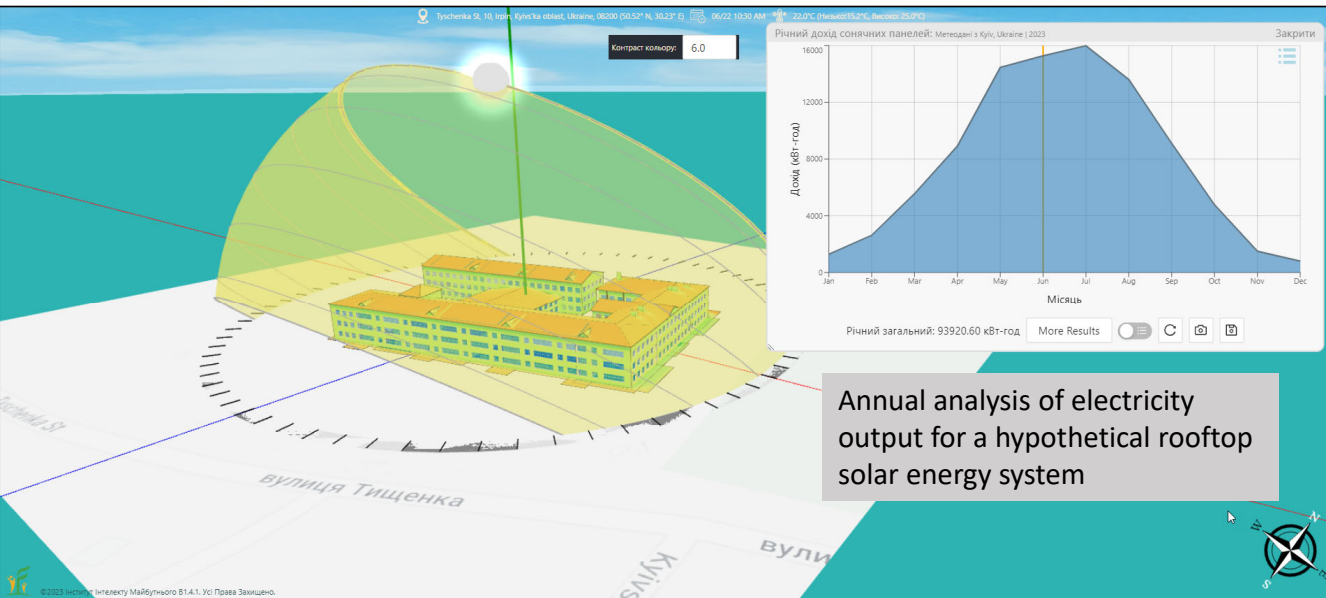 Tyschenka St, 10, Irpin, Kyivs'ka oblast, Ukraine, 08200 (50.52° N, 30.23° E) 06/22 10:30 AM 22.0°C (Низько:15.2°C, Високо: 25.0°C)
Контраст кольору: 6.0
Річний дохід сонячних панелей: Метеодані з Kyiv, Ukraine | 2023 Закрити
Дохід (кВт-год)
16000
12000
8000
4000
0
Jan Feb Mar Apr May Jun Jul Aug Sep Oct Nov Dec
Місяць
Річний загальний: 93920.60 кВт-год More Results
Annual analysis of electricity
output for a hypothetical rooftop
solar energy system
Tyschenka St
вулиця Тищенка
вули
Kyivs
W N
S E
©2023 Інститут Інтелекту Майбутнього В1.4.1. Усі Права Захищено.